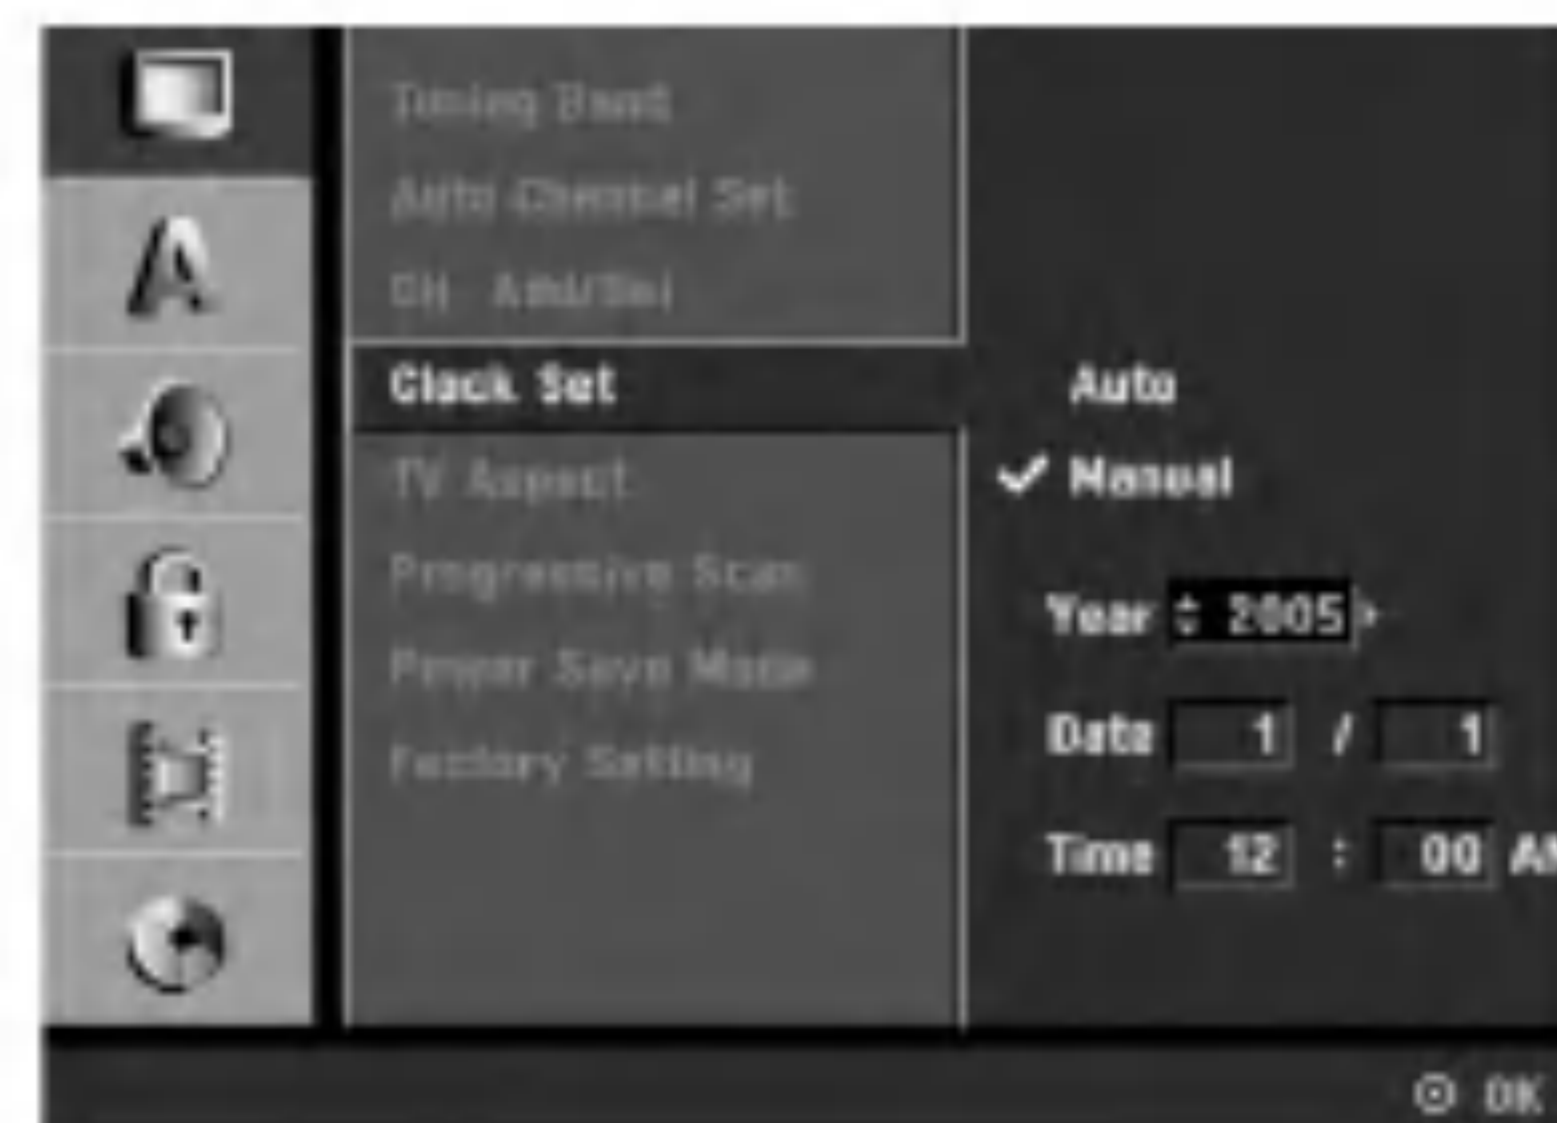 Tuning Band
Auto Channel Set
CH Add/Del
Clock Set
TV Aspect
Progressive Scan
Power Save Mode
Factory Setting
Auto
Manual
Year 2005
Date 1 / 1
Time 12 : 00 AM
OK